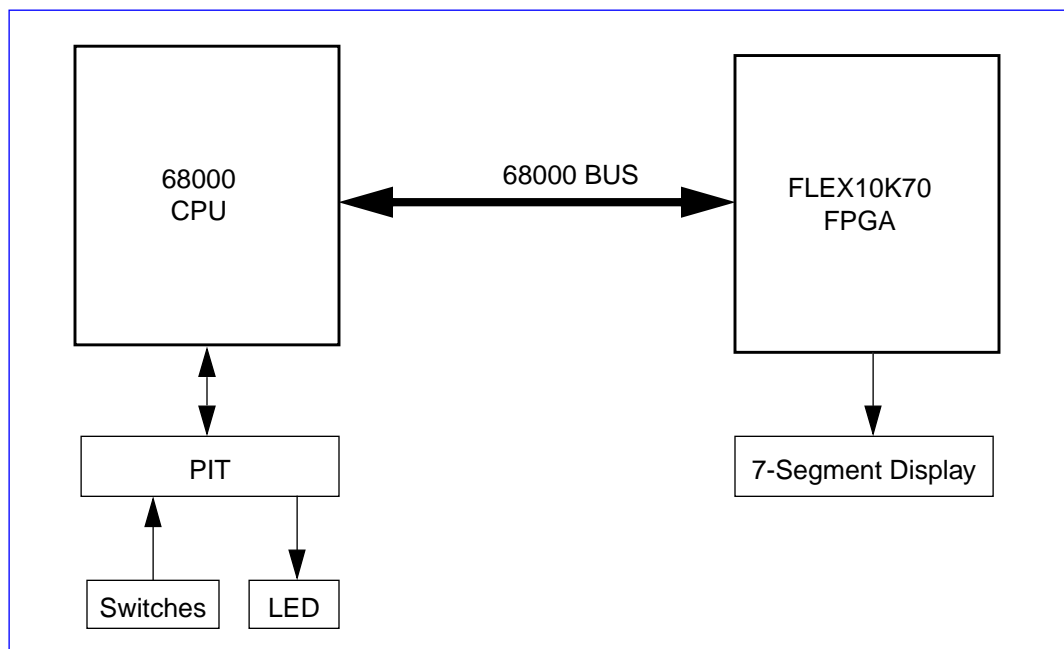 68000
CPU
68000 BUS
FLEX10K70
FPGA
PIT
7-Segment Display
Switches
LED